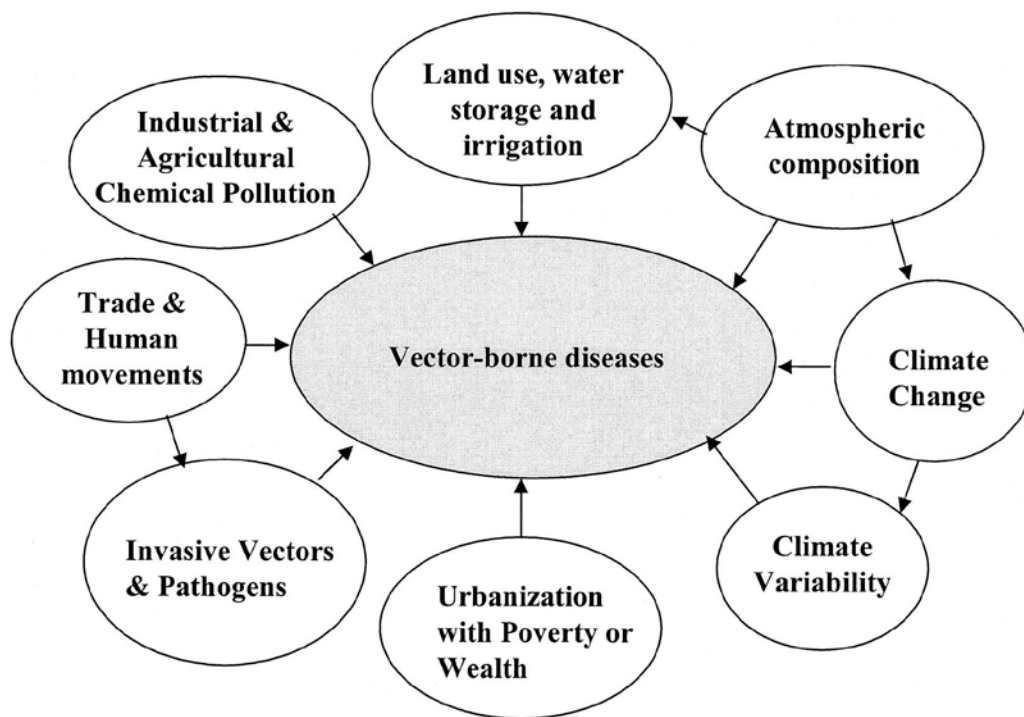 Land use, water
storage and
irrigation
Industrial &
Agricultural
Chemical Pollution
Atmospheric
composition
Trade &
Human
movements
Vector-borne diseases
Climate
Change
Invasive Vectors
& Pathogens
Urbanization
with Poverty or
Wealth
Climate
Variability